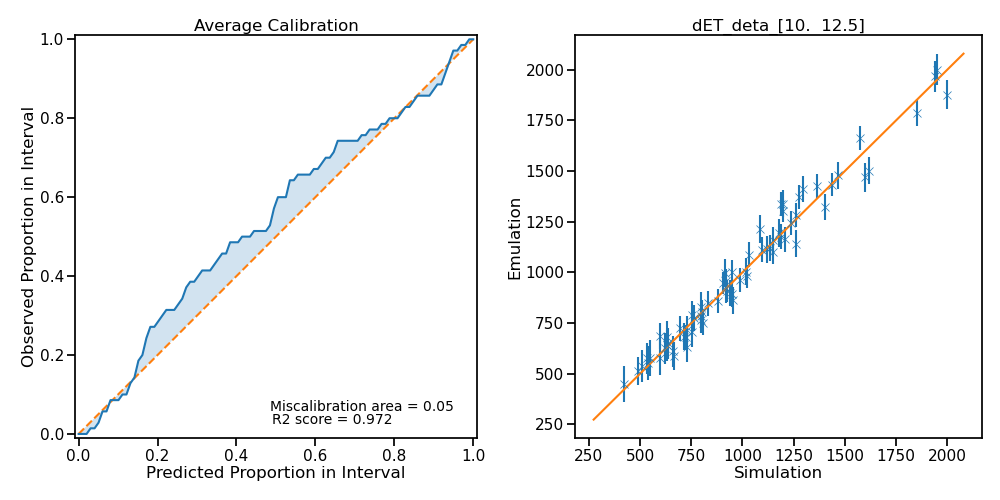 Average Calibration
1.0
0.8
0.6
0.4
0.2
0.0
Observed Proportion in Interval
Miscalibration area = 0.05
R2 score = 0.972
0.0 0.2 0.4 0.6 0.8 1.0
Predicted Proportion in Interval
dET deta [10. 12.5]
2000
1750
1500
1250
1000
750
500
250
Emulation
250 500 750 1000 1250 1500 1750 2000
Simulation